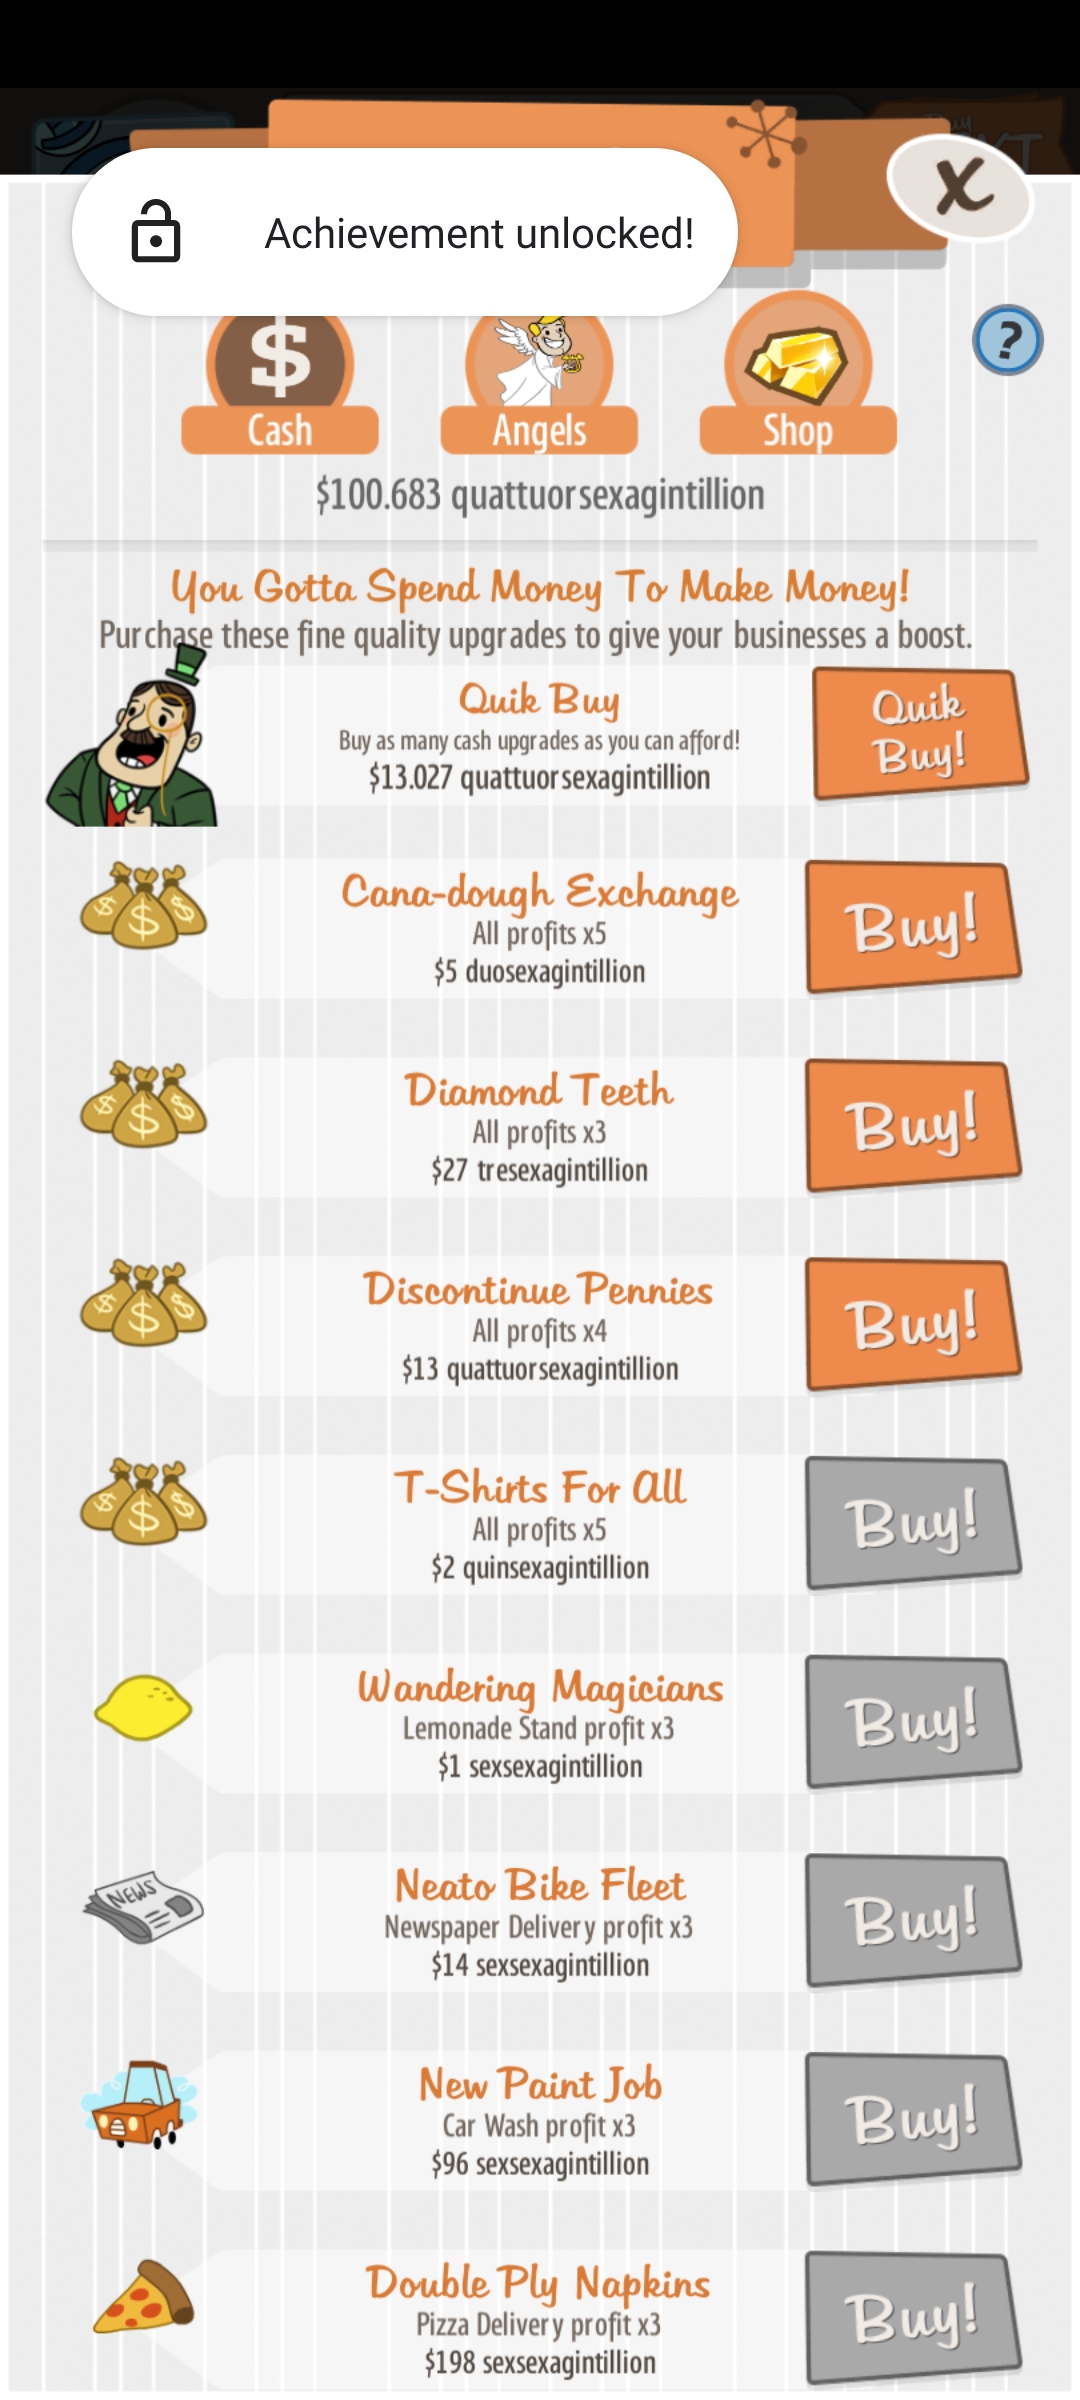 Achievement unlocked!
X
?
$
Cash
Angels
Shop
$100.683 quattuorsexagintillion
You Gotta Spend Money To Make Money!
Purchase these fine quality upgrades to give your businesses a boost.
Quik Buy
Buy as many cash upgrades as you can afford!
$13.027 quattuorsexagintillion
Quik
Buy!
Cana-dough Exchange
All profits x5
$5 duosexagintillion
Buy!
Diamond Teeth
All profits x3
$27 tresexagintillion
Buy!
Discontinue Pennies
All profits x4
$13 quattuorsexagintillion
Buy!
T-Shirts For All
All profits x5
$2 quinsexagintillion
Buy!
Wandering Magicians
Lemonade Stand profit x3
$1 sexsexagintillion
Buy!
NEWS
Neato Bike Fleet
Newspaper Delivery profit x3
$14 sexsexagintillion
Buy!
New Paint Job
Car Wash profit x3
$96 sexsexagintillion
Buy!
Double Ply Napkins
Pizza Delivery profit x3
$198 sexsexagintillion
Buy!